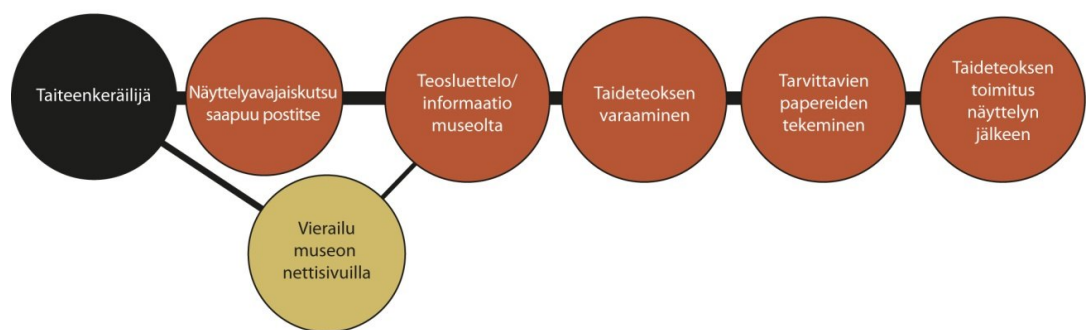 Taiteenkeräilijä
Näyttelyavajaiskutsu
saapuu postitse
Teosluettelo/
informaatio
museolta
Taideteoksen
varaaminen
Tarvittavien
papereiden
tekeminen
Taideteoksen
toimitus
näyttelyn
jälkeen
Vierailu
museon
nettisivuilla